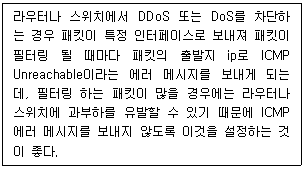 라우터나 스위치에서 DDoS 또는 DoS를 차단하
는 경우 패킷이 특정 인터페이스로 보내져 패킷이
필터링 될 때마다 패킷의 출발지 ip로 ICMP
Unreachable이라는 에러 메시지를 보내게 되는
데, 필터링 하는 패킷이 많을 경우에는 라우터나
스위치에 과부하를 유발할 수 있기 때문에 ICMP
에러 메시지를 보내지 않도록 이것을 설정하는 것
이 좋다.